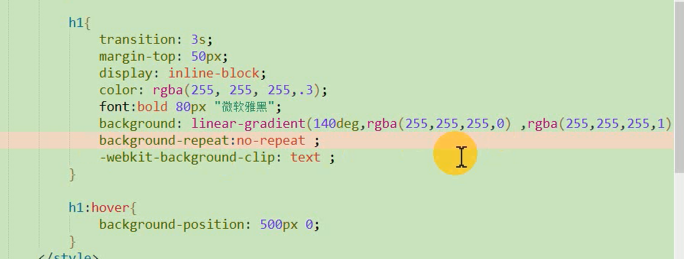 h1{
transition: 3s;
margin-top: 50px;
display: inline-block;
color: rgba(255, 255, 255,.3);
font:bold 80px "微软雅黑";
background: linear-gradient(140deg,rgba(255,255,255,0) ,rgba(255,255,255,1)
background-repeat:no-repeat ;
-webkit-background-clip: text ;
}
h1:hover{
background-position: 500px 0;
}
</style>